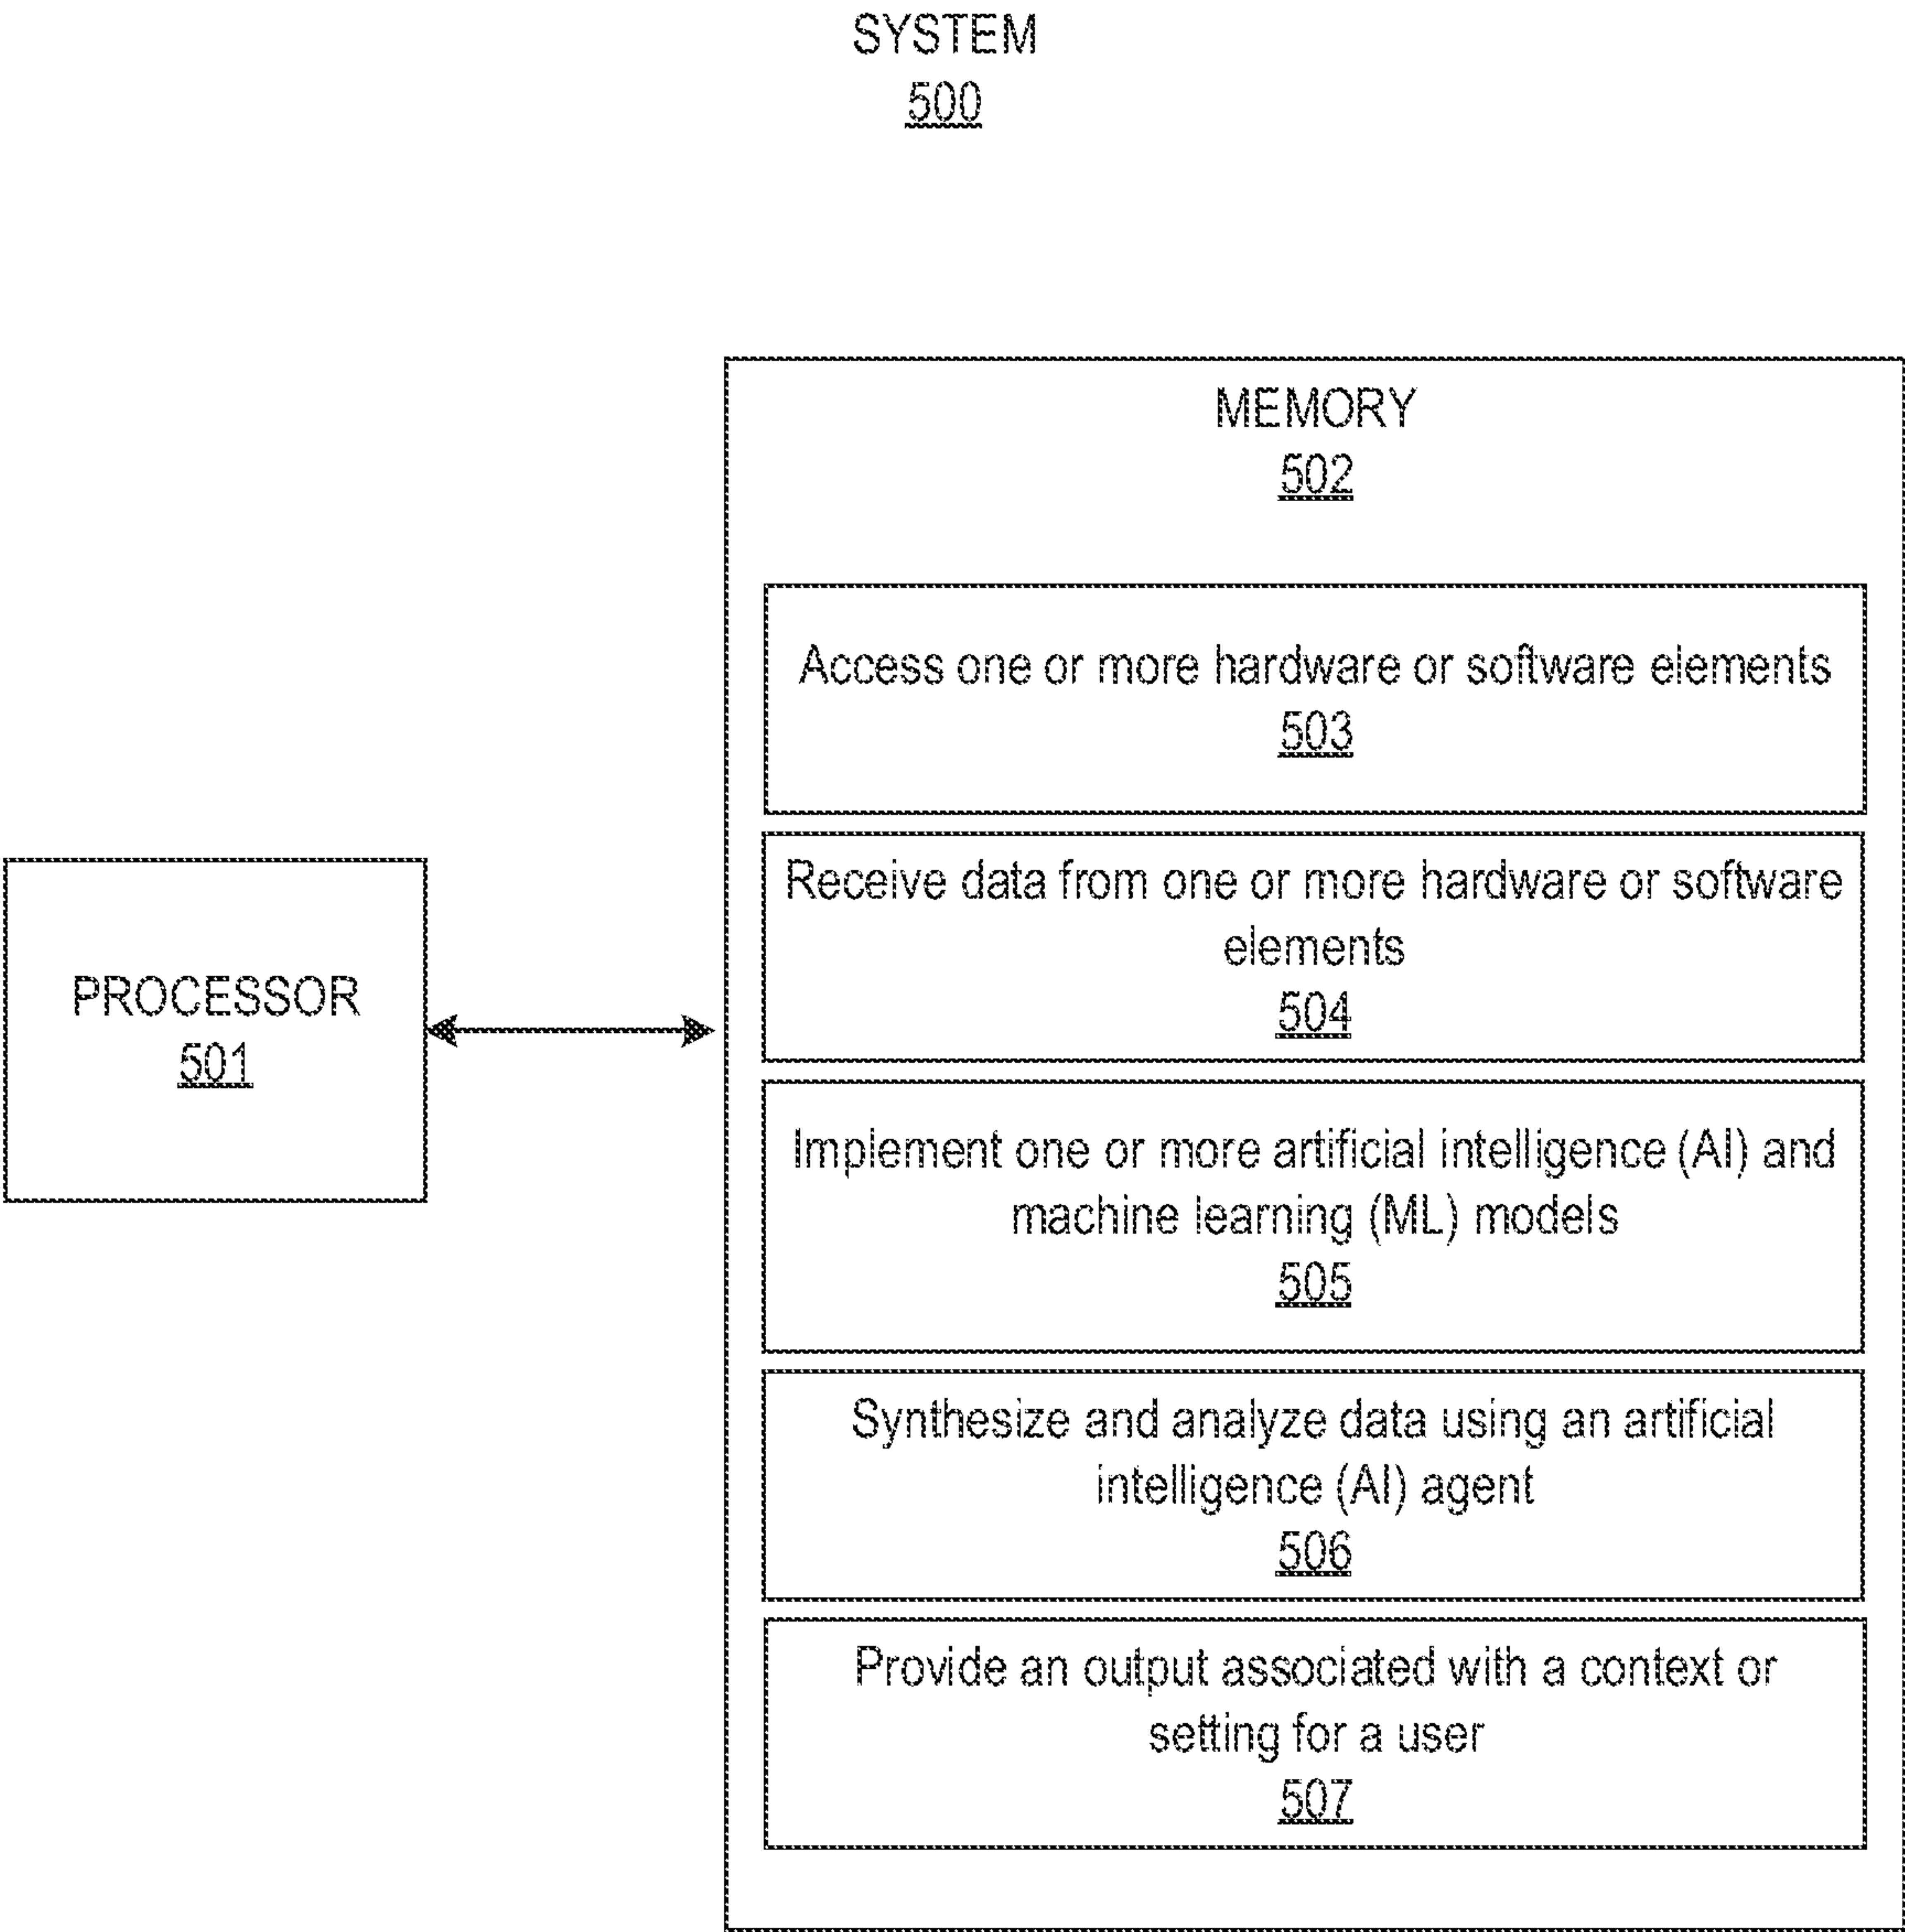 SYSTEM
500
MEMORY
502
Access one or more hardware or software elements
503
Receive data from one or more hardware or software
elements
504
PROCESSOR
501
Implement one or more artificial intelligence (AI) and
machine learning (ML) models
505
Synthesize and analyze data using an artificial
intelligence (AI) agent
506
Provide an output associated with a context or
setting for a user
507